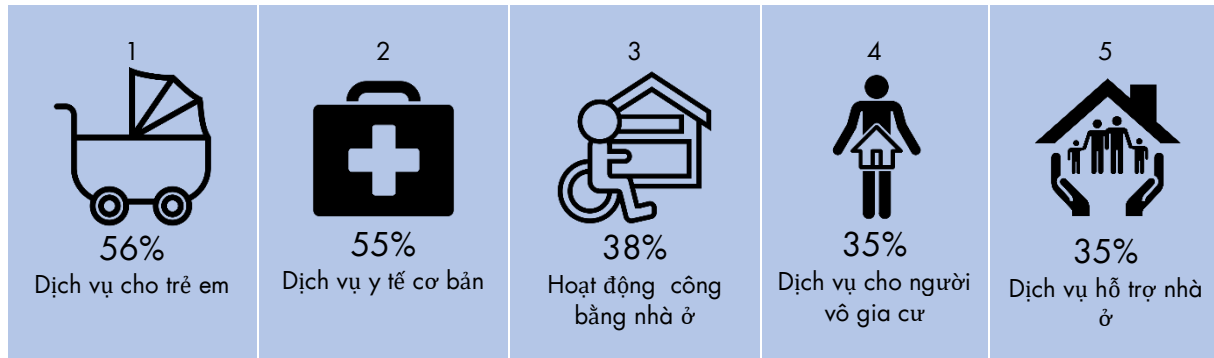 1
56%
Dịch vụ cho trẻ em
2
55%
Dịch vụ y tế cơ bản
3
38%
Hoạt động công
bằng nhà ở
4
35%
Dịch vụ cho người
vô gia cư
5
35%
Dịch vụ hỗ trợ nhà
ở